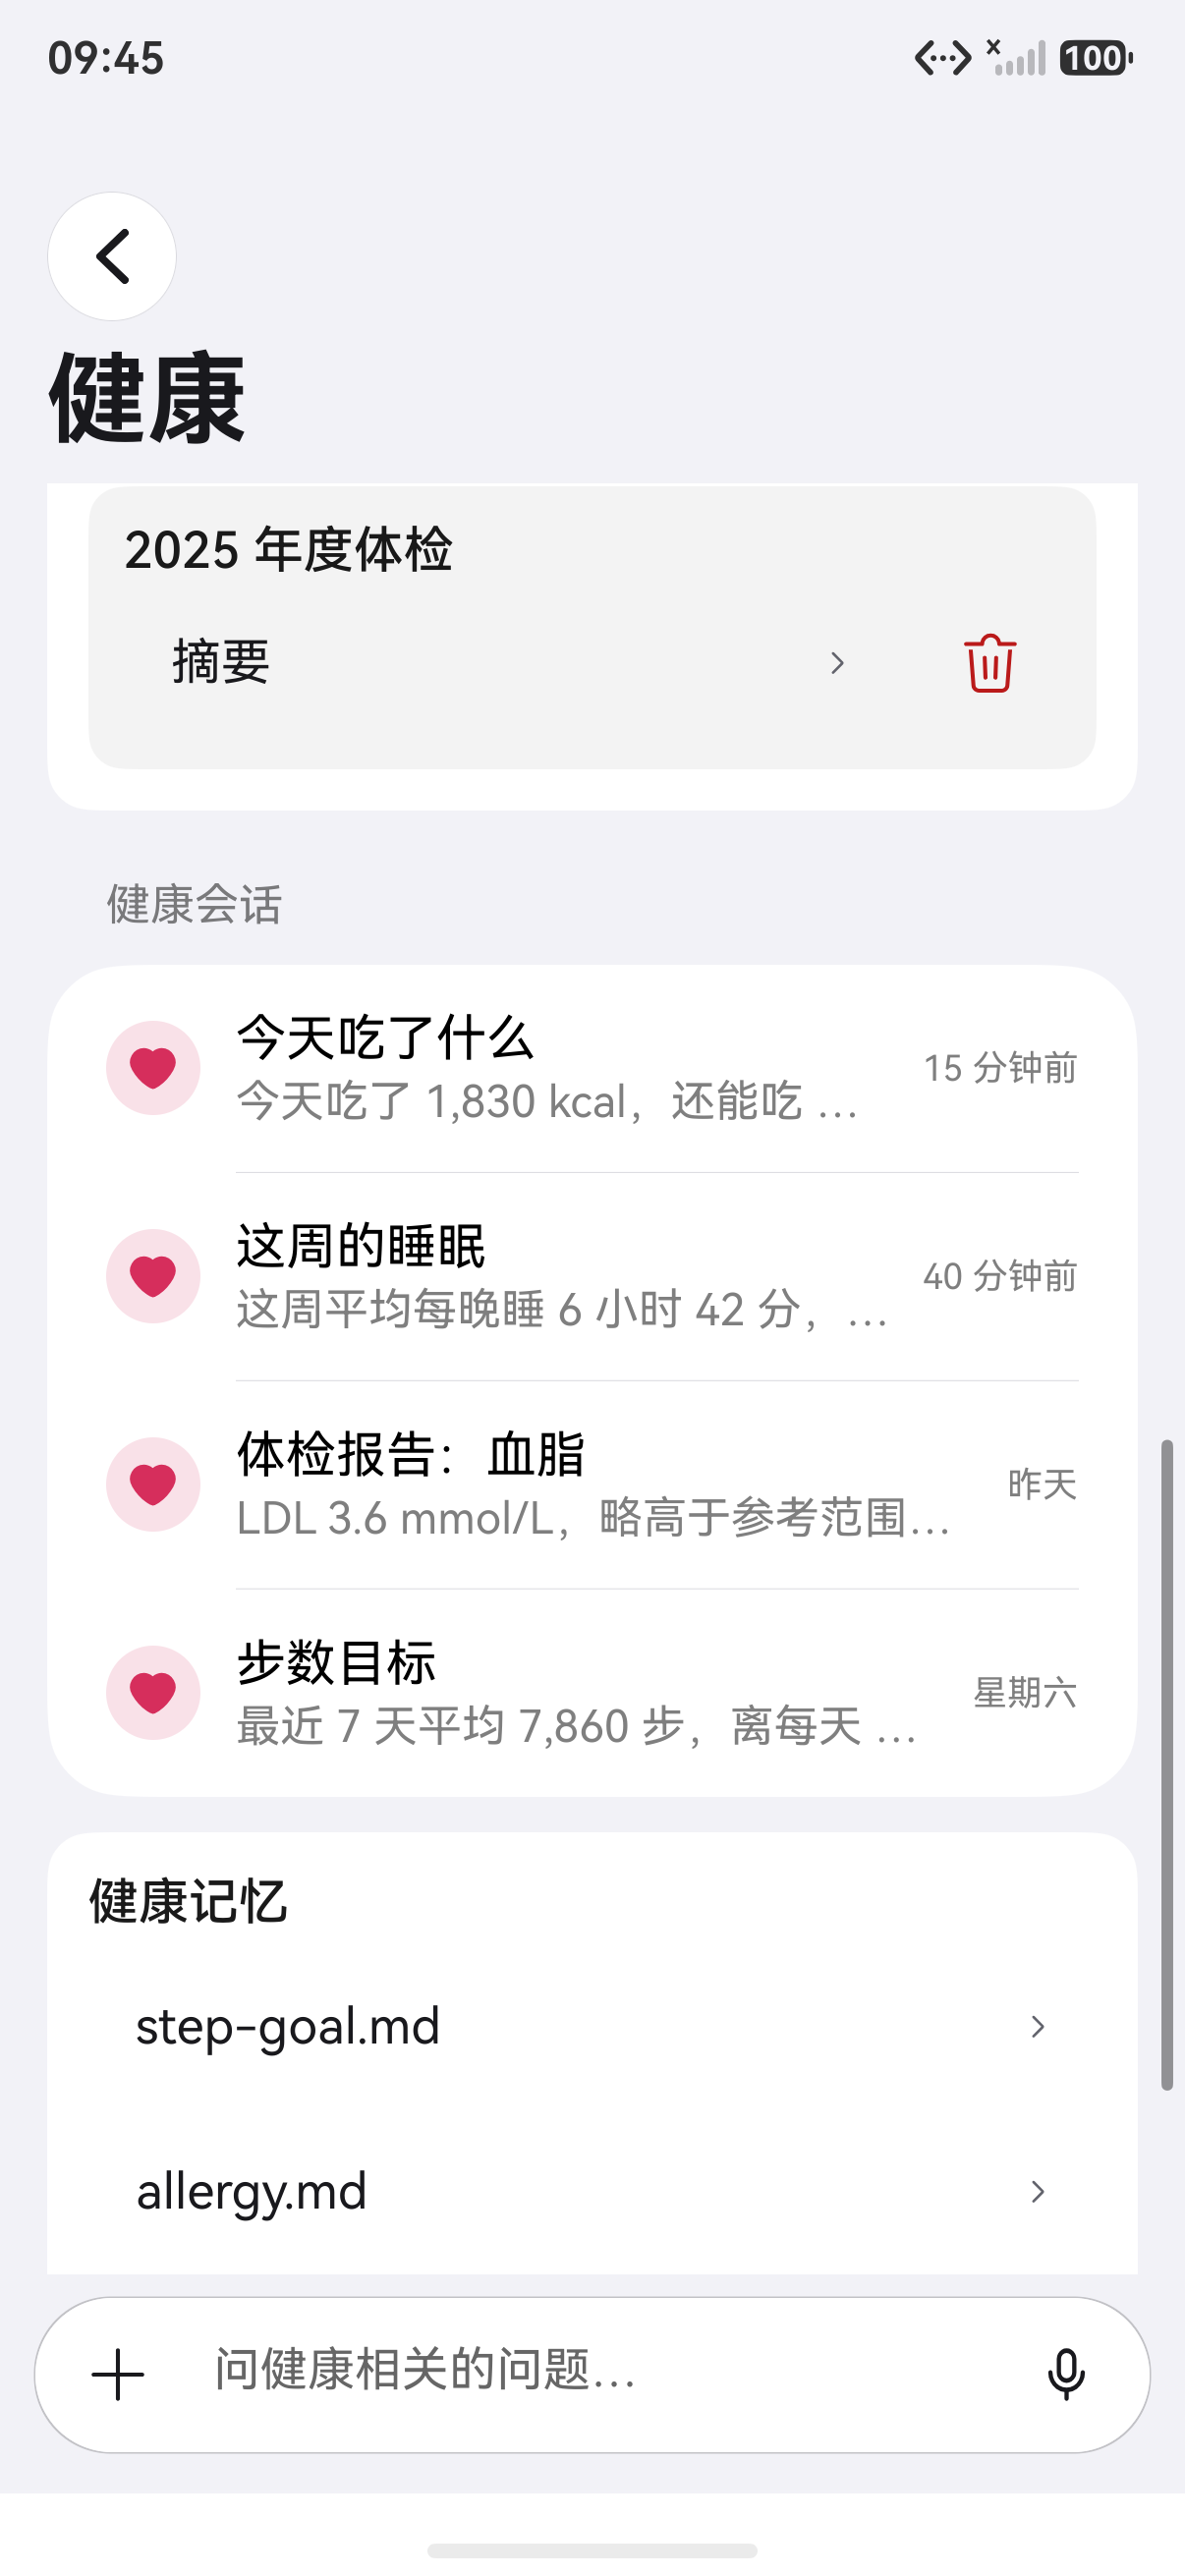 09:45
100
健康
2025 年度体检
摘要
健康会话
今天吃了什么
今天吃了 1,830 kcal，还能吃 …
15 分钟前
这周的睡眠
这周平均每晚睡 6 小时 42 分，…
40 分钟前
体检报告：血脂
LDL 3.6 mmol/L，略高于参考范围…
昨天
步数目标
最近 7 天平均 7,860 步，离每天 …
星期六
健康记忆
step-goal.md
allergy.md
问健康相关的问题…